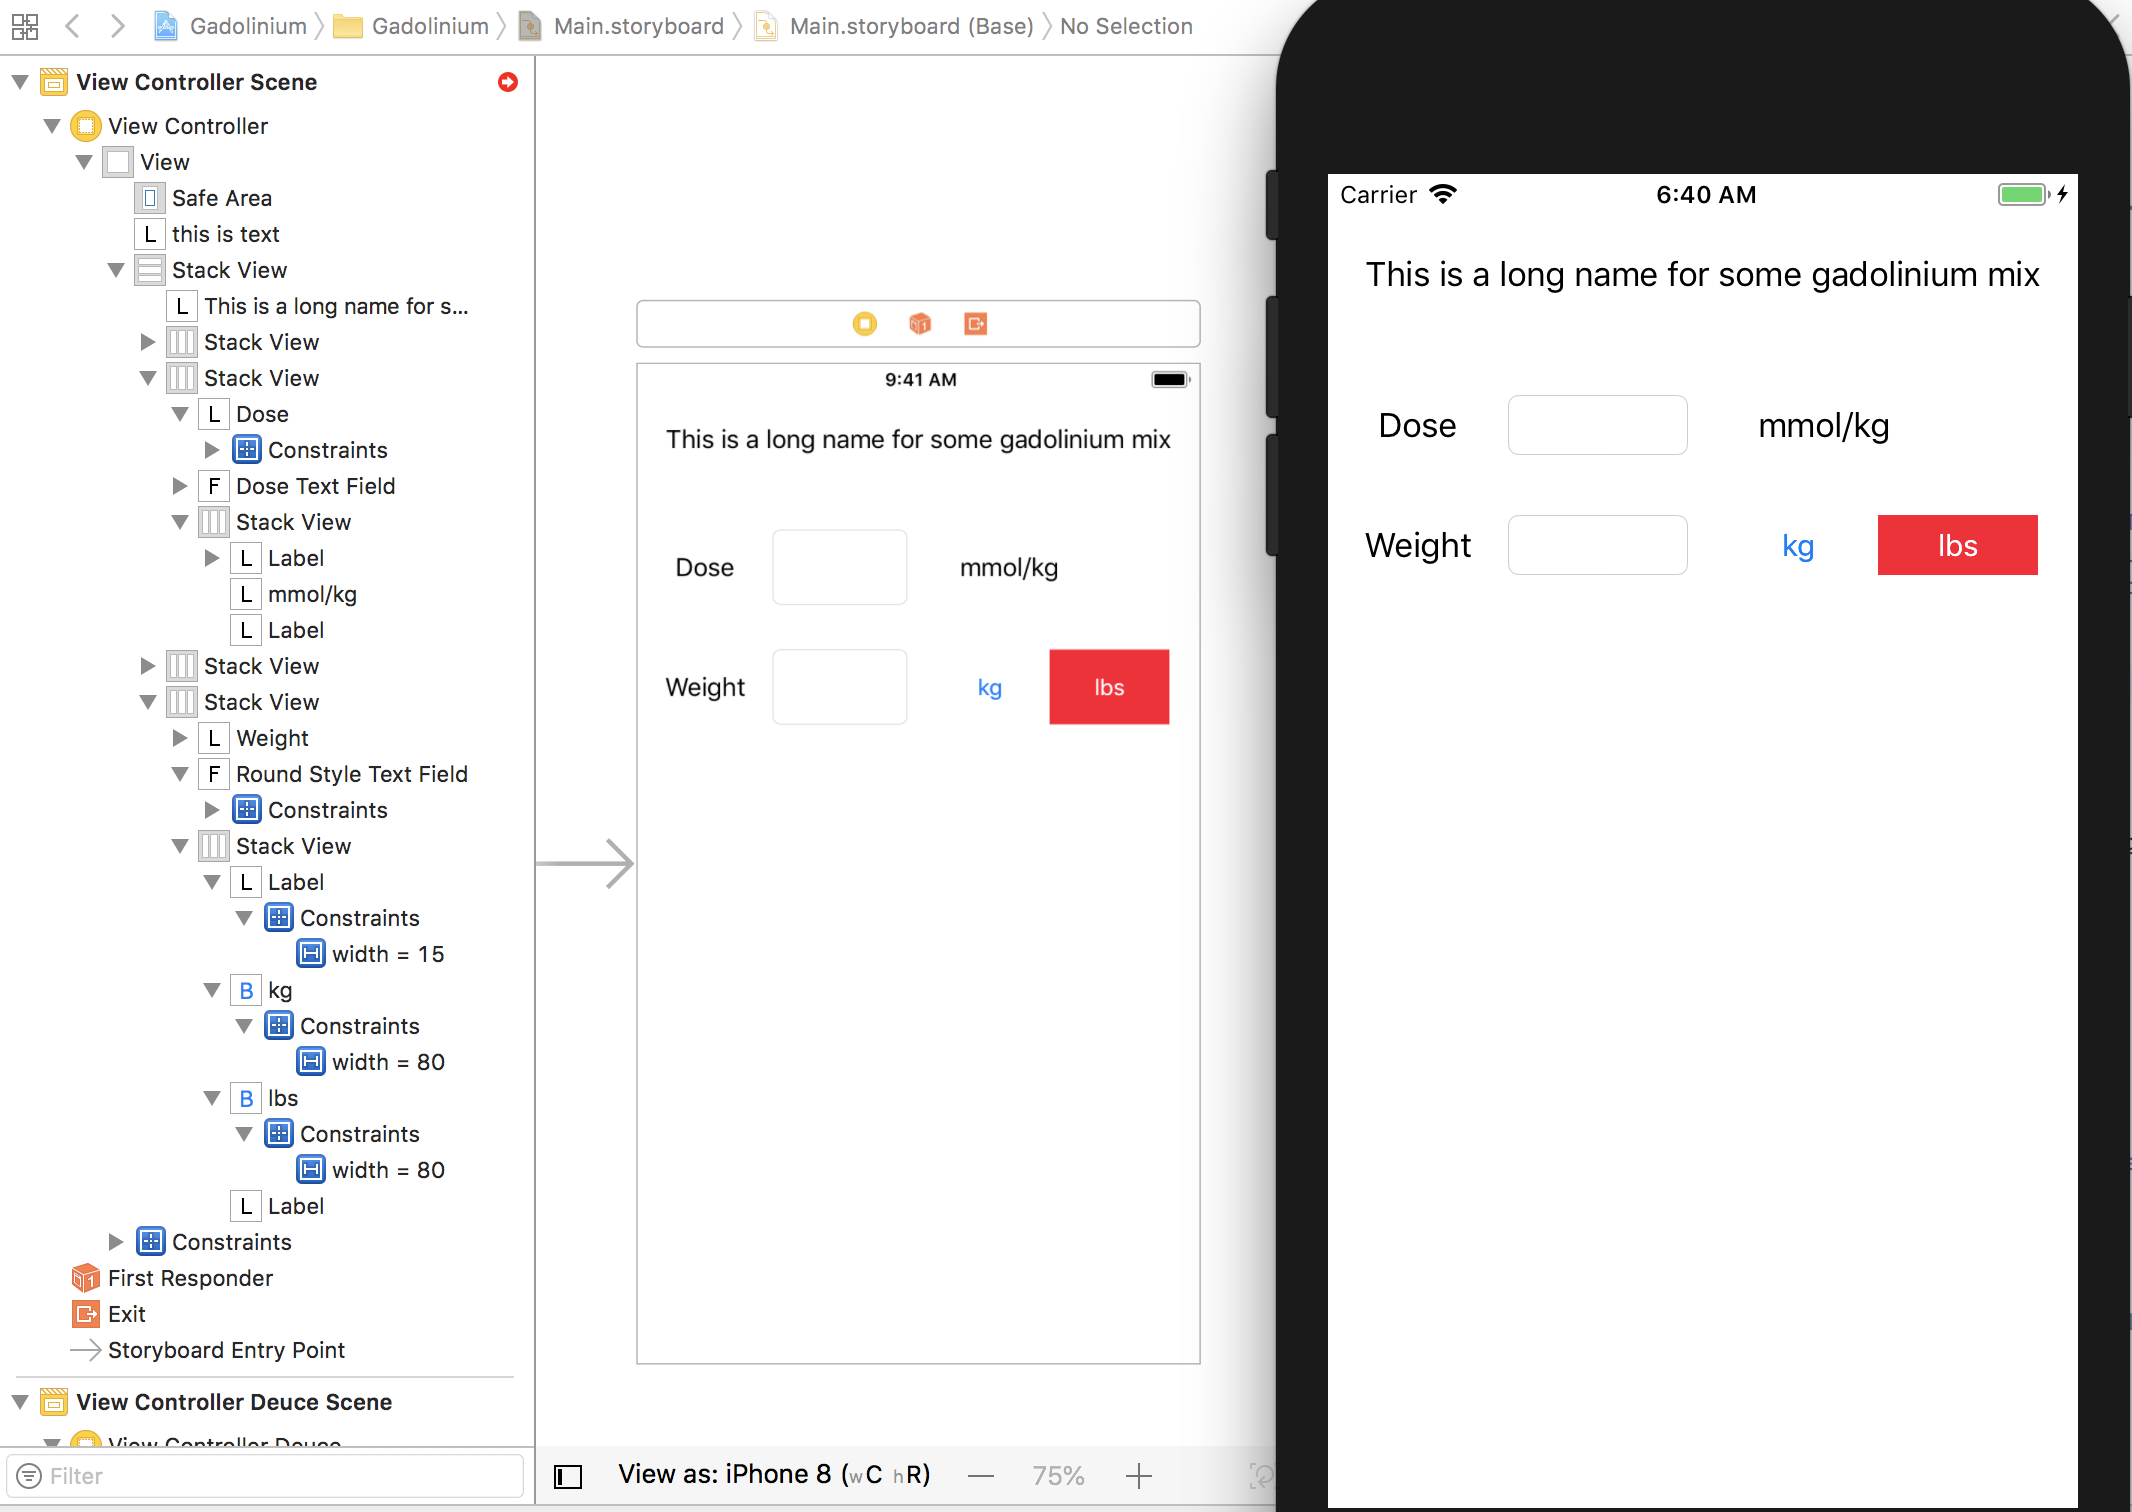 Gadolinium Gadolinium Main.storyboard Main.storyboard (Base) No Selection
View Controller Scene
View Controller
View
Safe Area
L this is text
Stack View
L This is a long name for s...
Stack View
Stack View
L Dose
Constraints
F Dose Text Field
Stack View
L Label
L mmol/kg
L Label
Stack View
Stack View
L Weight
F Round Style Text Field
Constraints
Stack View
L Label
Constraints
width = 15
B kg
Constraints
width = 80
B lbs
Constraints
width = 80
L Label
Constraints
First Responder
Exit
Storyboard Entry Point
View Controller Deuce Scene
View Controller Deuce
Filter
9:41 AM
This is a long name for some gadolinium mix
Dose mmol/kg
Weight kg lbs
View as: iPhone 8 (wC hR) — 75% +
Carrier 6:40 AM
This is a long name for some gadolinium mix
Dose mmol/kg
Weight kg lbs